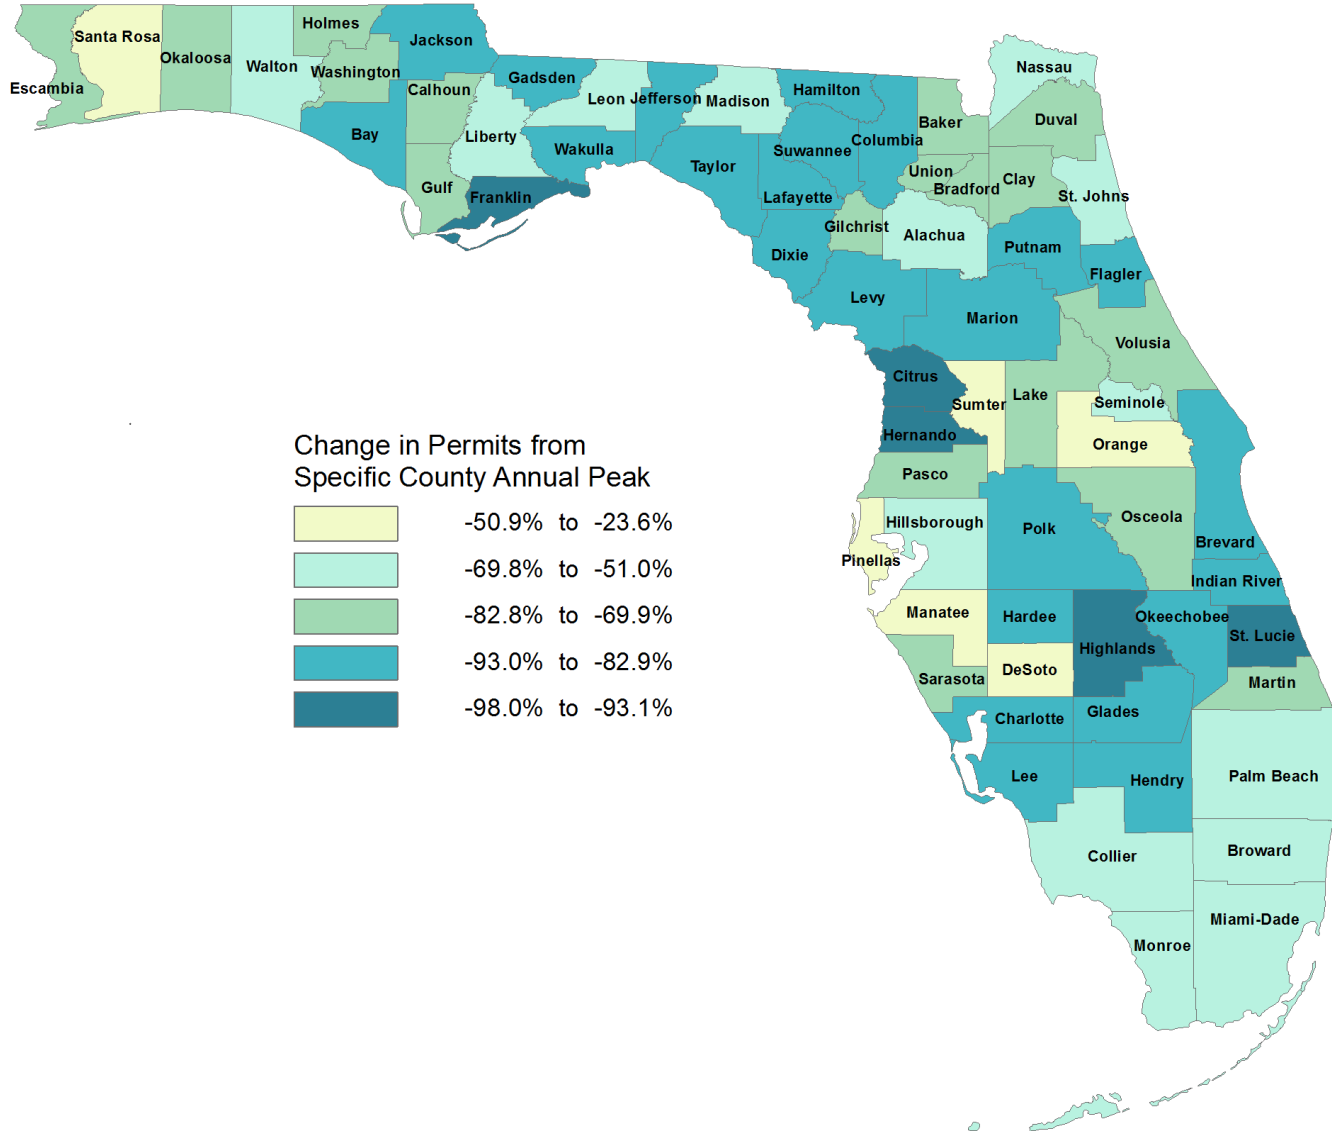 Holmes
Santa Rosa
Jackson
Okaloosa
Walton
Washington
Escambia
Calhoun
Gadsden
Leon
Jefferson
Madison
Hamilton
Nassau
Bay
Liberty
Wakulla
Taylor
Suwannee
Columbia
Baker
Duval
Gulf
Franklin
Lafayette
Union
Bradford
Clay
St. Johns
Gilchrist
Alachua
Dixie
Putnam
Flagler
Levy
Marion
Volusia
Citrus
Sumter
Lake
Seminole
Hernando
Orange
Pasco
Hillsborough
Polk
Osceola
Brevard
Pinellas
Indian River
Manatee
Hardee
Okeechobee
St. Lucie
Highlands
DeSoto
Sarasota
Martin
Charlotte
Glades
Lee
Hendry
Palm Beach
Collier
Broward
Miami-Dade
Monroe
Change in Permits from
Specific County Annual Peak
-50.9% to -23.6%
-69.8% to -51.0%
-82.8% to -69.9%
-93.0% to -82.9%
-98.0% to -93.1%